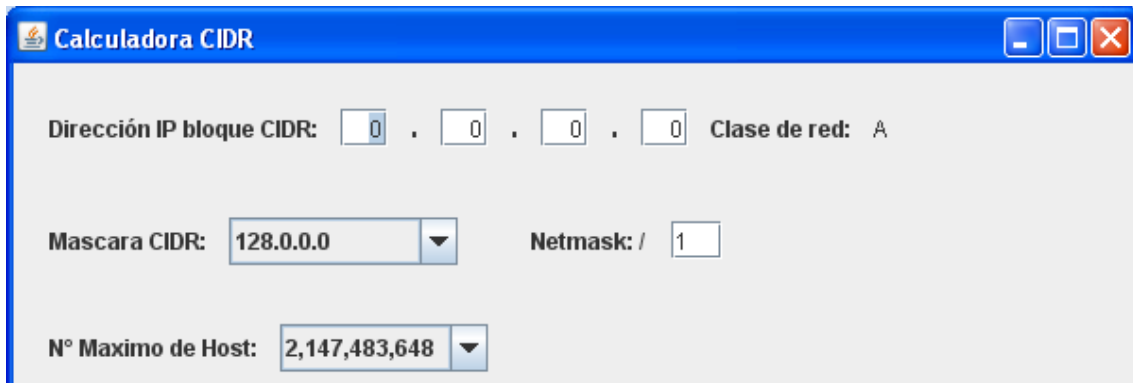 Calculadora CIDR
Dirección IP bloque CIDR: 0 . 0 . 0 . 0 Clase de red: A
Mascara CIDR: 128.0.0.0 Netmask: / 1
N° Maximo de Host: 2,147,483,648